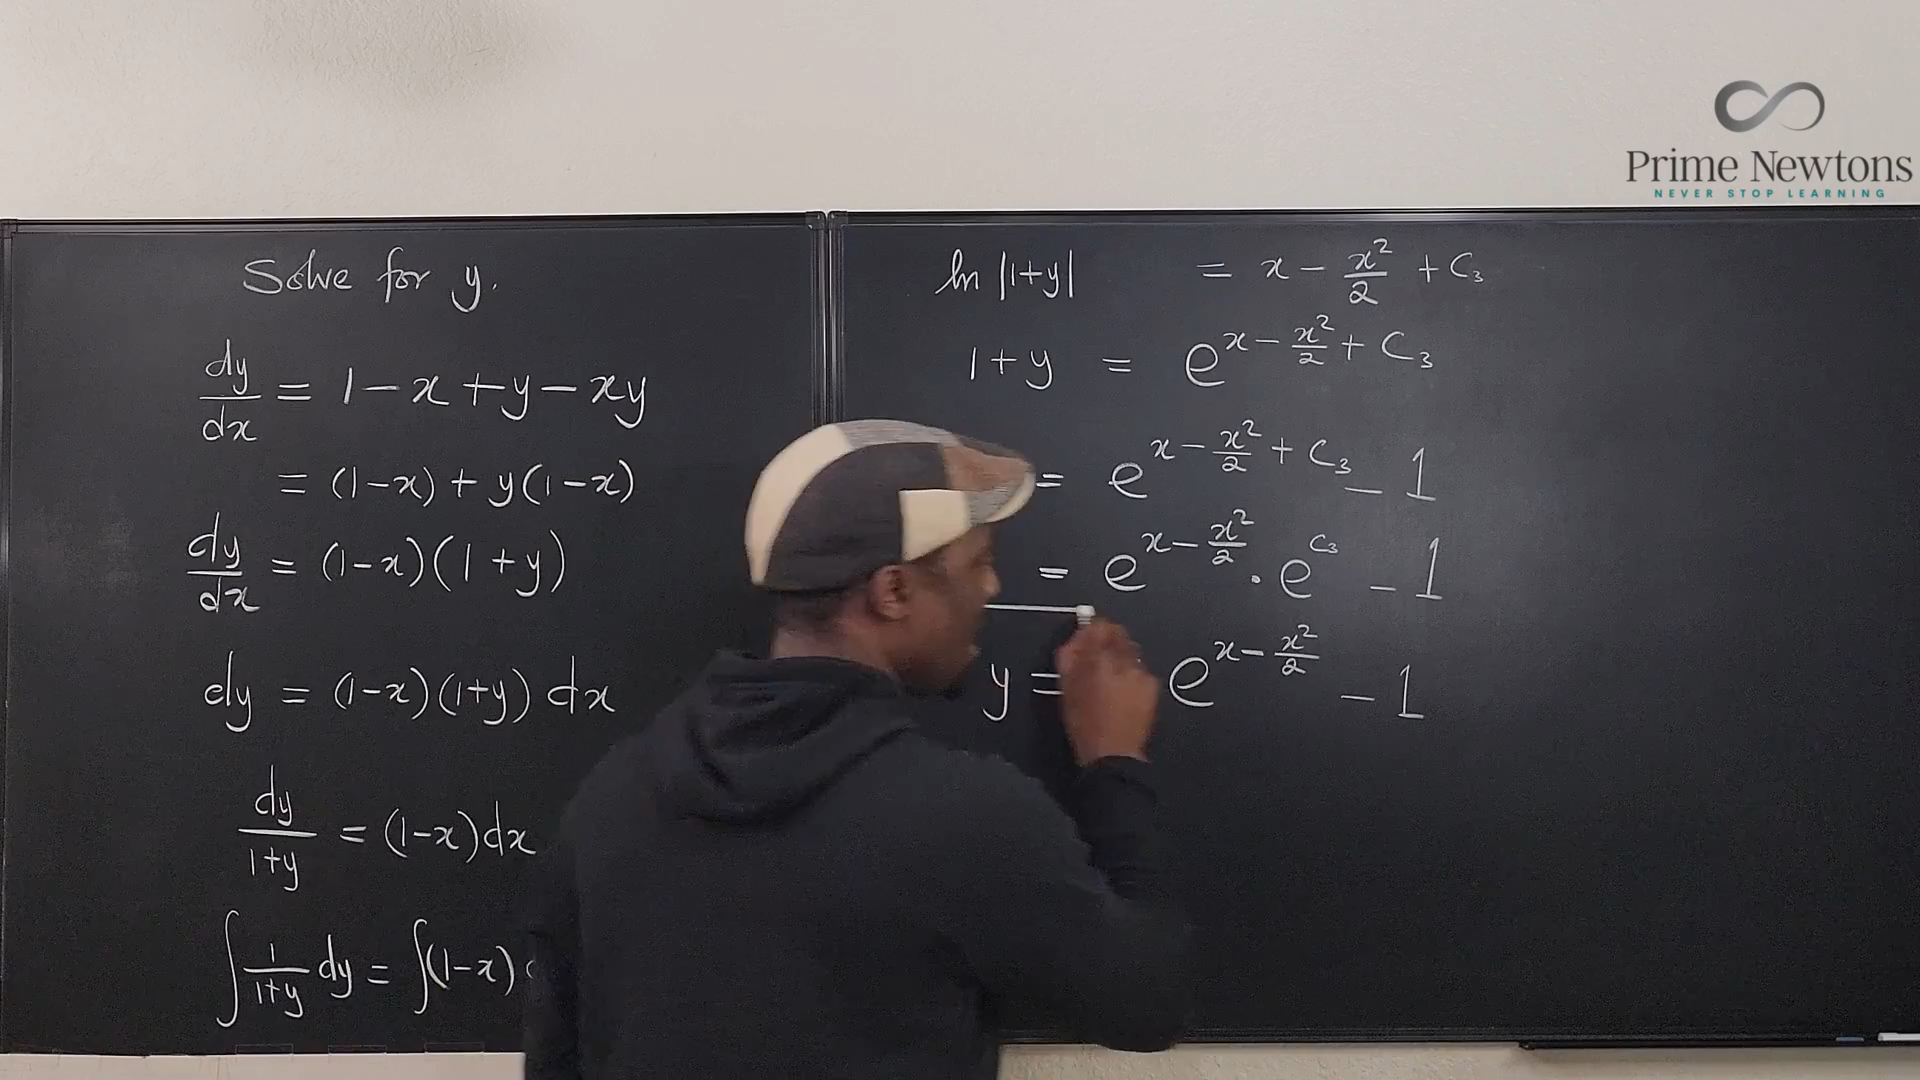 Prime Newtons
NEVER STOP LEARNING
Solve for y.
dy/dx = 1 - x + y - xy
= (1-x) + y(1-x)
dy/dx = (1-x)(1+y)
dy = (1-x)(1+y) dx
dy/1+y = (1-x)dx
∫ 1/1+y dy = ∫(1-x)
ln |1+y| = x - x²/2 + C₃
1+y = e^(x - x²/2 + C₃)
= e^(x - x²/2 + C₃) - 1
= e^(x - x²/2) · e^(C₃) - 1
y = e^(x - x²/2) - 1